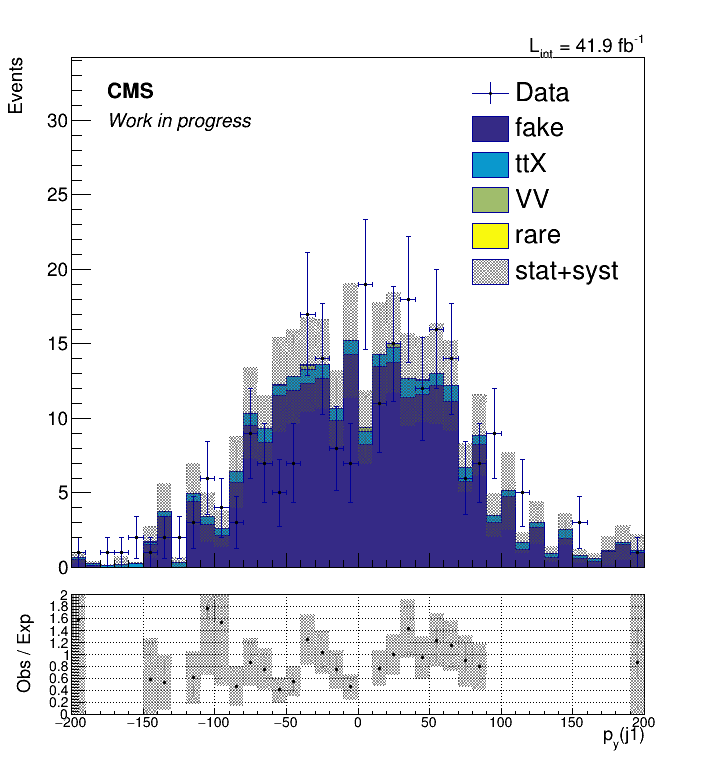 L_int = 41.9 fb^-1
Events
CMS
Work in progress
Data
fake
ttX
VV
rare
stat+syst
30
25
20
15
10
5
0
Obs / Exp
2
1.8
1.6
1.4
1.2
1
0.8
0.6
0.4
0.2
0
−200 −150 −100 −50 0 50 100 150 200
p_y(j1)